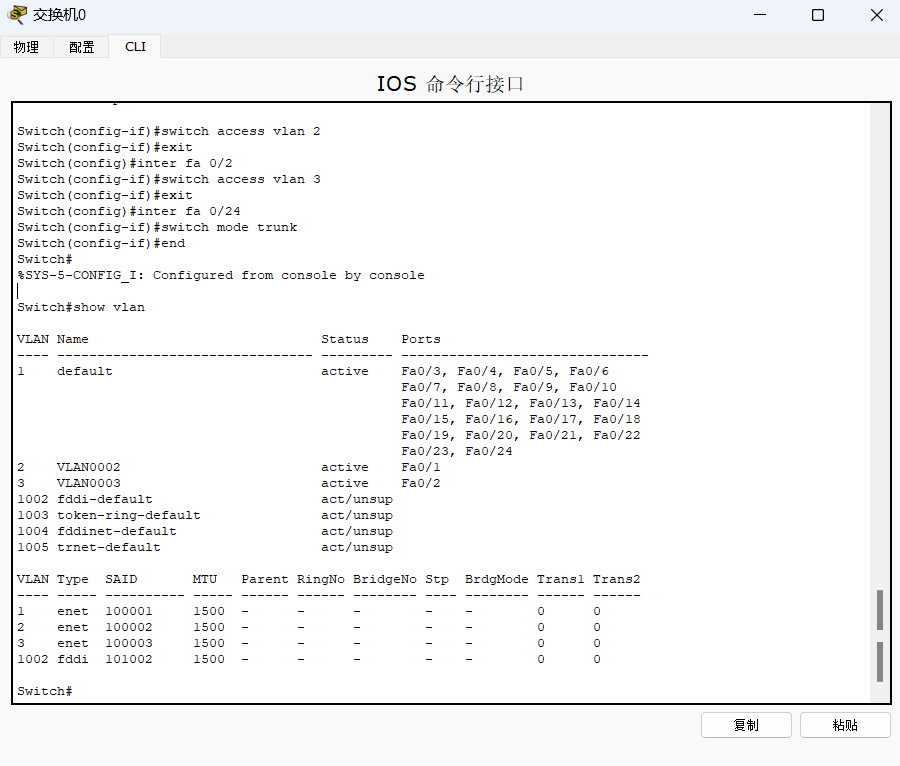 交换机0
物理 配置 CLI
IOS 命令行接口
Switch(config-if)#switch access vlan 2
Switch(config-if)#exit
Switch(config)#inter fa 0/2
Switch(config-if)#switch access vlan 3
Switch(config-if)#exit
Switch(config)#inter fa 0/24
Switch(config-if)#switch mode trunk
Switch(config-if)#end
Switch#
%SYS-5-CONFIG_I: Configured from console by console
Switch#show vlan
VLAN Name                             Status    Ports
---- -------------------------------- --------- -------------------------------
1    default                          active    Fa0/3, Fa0/4, Fa0/5, Fa0/6
                                                Fa0/7, Fa0/8, Fa0/9, Fa0/10
                                                Fa0/11, Fa0/12, Fa0/13, Fa0/14
                                                Fa0/15, Fa0/16, Fa0/17, Fa0/18
                                                Fa0/19, Fa0/20, Fa0/21, Fa0/22
                                                Fa0/23, Fa0/24
2    VLAN0002                         active    Fa0/1
3    VLAN0003                         active    Fa0/2
1002 fddi-default                     act/unsup
1003 token-ring-default               act/unsup
1004 fddinet-default                  act/unsup
1005 trnet-default                    act/unsup
VLAN Type  SAID       MTU   Parent RingNo BridgeNo Stp  BrdgMode Trans1 Trans2
---- ----- ---------- ----- ------ ------ -------- ---- -------- ------ ------
1    enet  100001     1500  -      -      -        -    -        0      0
2    enet  100002     1500  -      -      -        -    -        0      0
3    enet  100003     1500  -      -      -        -    -        0      0
1002 fddi  101002     1500  -      -      -        -    -        0      0
Switch#
复制 粘贴